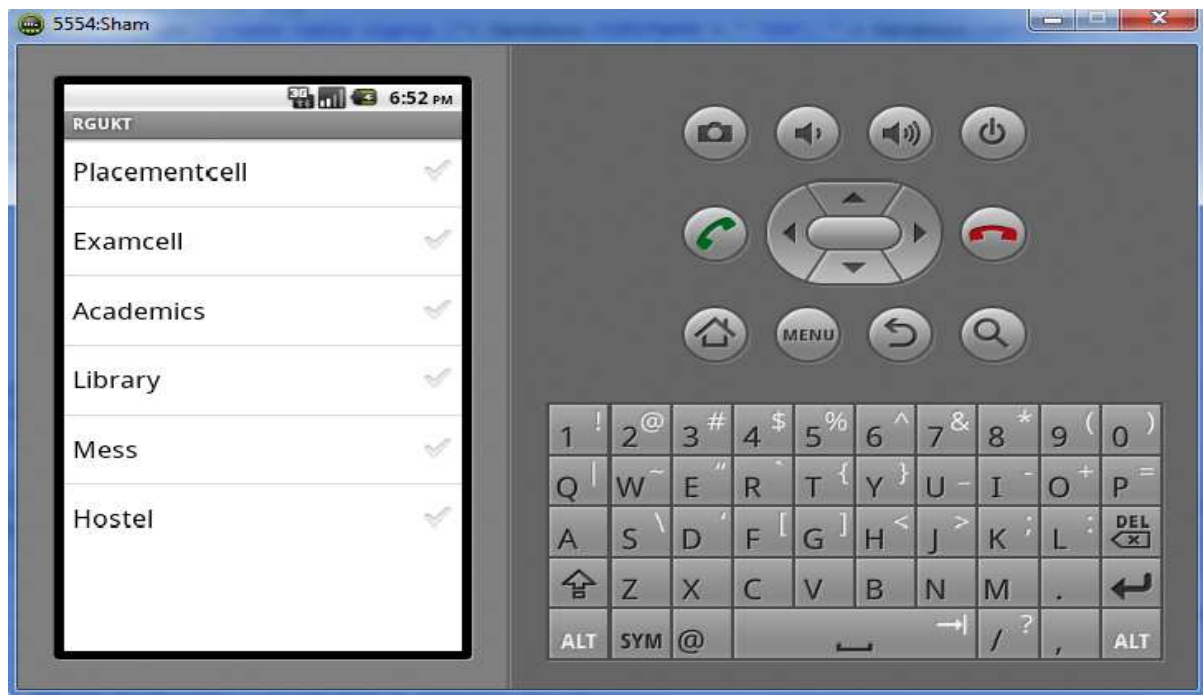 5554:Sham
3G 6:52 PM
RGUKT
Placementcell
Examcell
Academics
Library
Mess
Hostel
MENU
1 ! 2 @ 3 # 4 $ 5 % 6 ^ 7 & 8 * 9 ( 0 )
Q | W ~ E " R ` T { Y } U _ I - O + P =
A S \ D ' F [ G ] H < J > K ; L : DEL
Z X C V B N M .
ALT SYM @ / ? , ALT